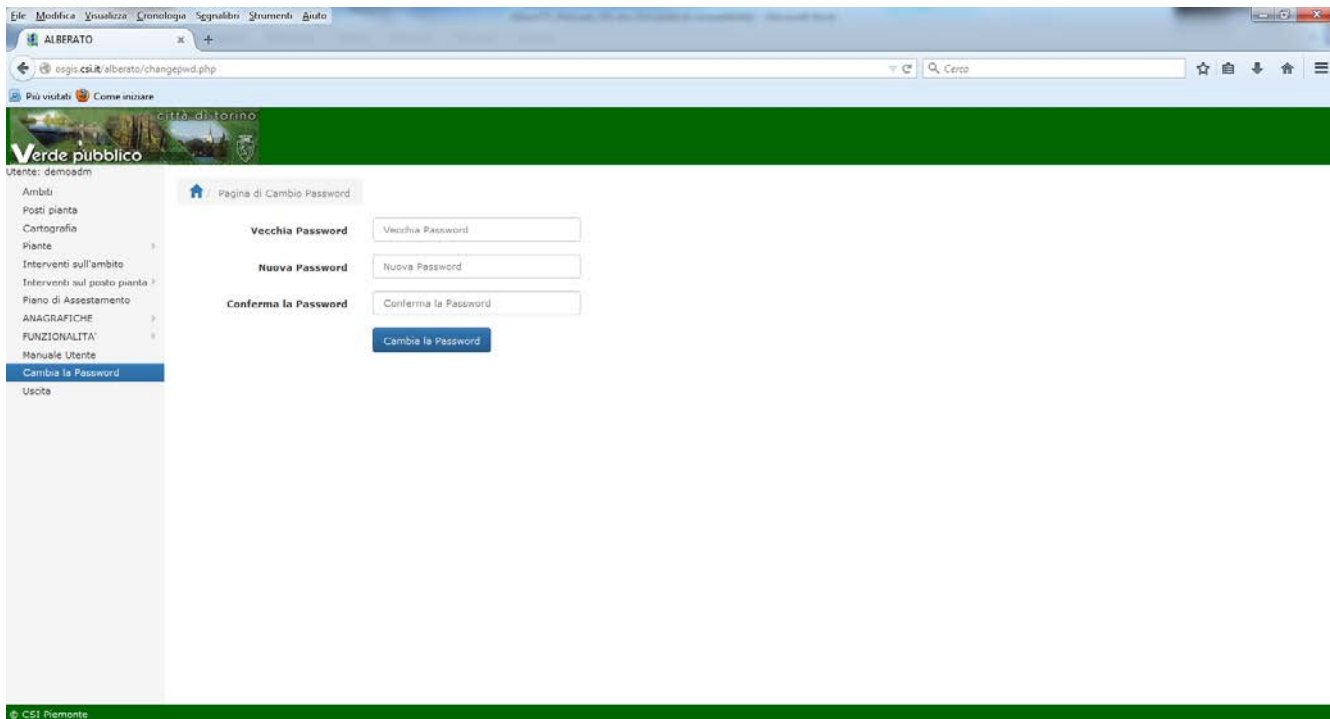 File Modifica Visualizza Cronologia Segnalibri Strumenti Aiuto
ALBERATO
osgis.csi.it/alberato/changepwd.php
Cerca
Più visitati Come iniziare
città di torino
Verde pubblico
Utente: demoadm
Ambiti
Posti pianta
Cartografia
Piante
Interventi sull'ambito
Interventi sul posto pianta
Piano di Assestamento
ANAGRAFICHE
FUNZIONALITA'
Manuale Utente
Cambia la Password
Uscita
/ Pagina di Cambio Password
Vecchia Password Vecchia Password
Nuova Password Nuova Password
Conferma la Password Conferma la Password
Cambia la Password
© CSI Piemonte